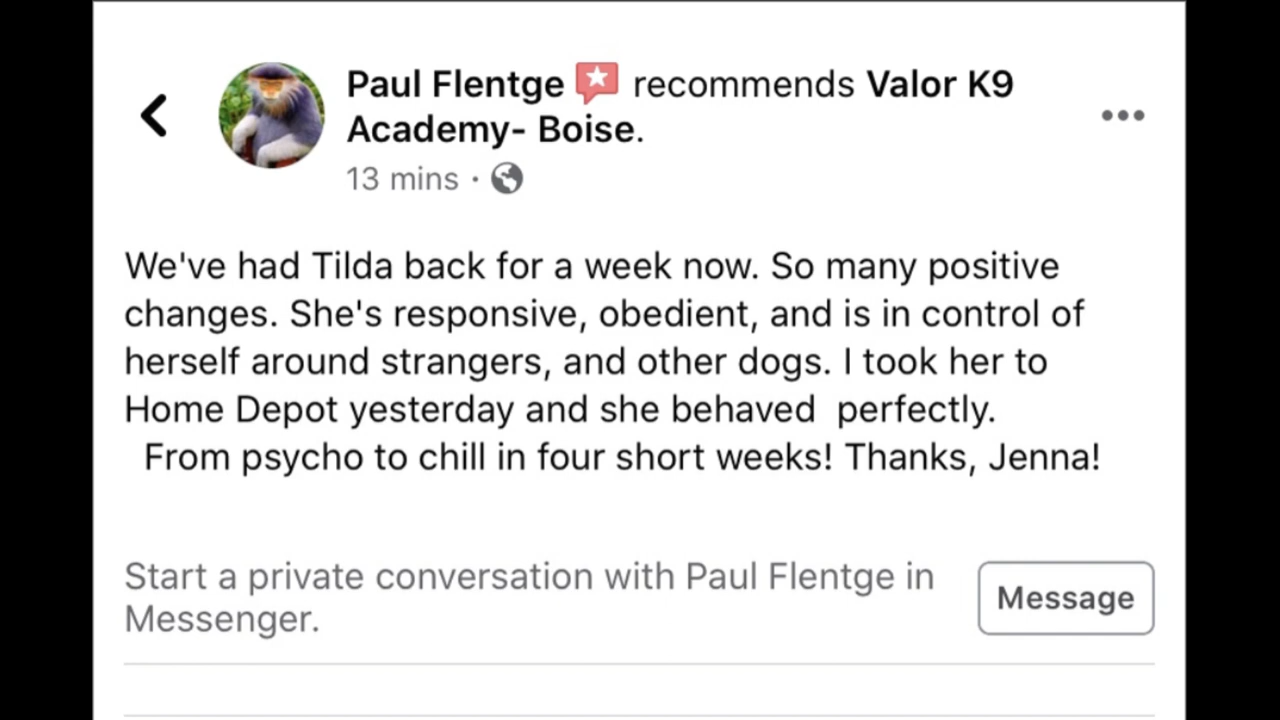 Paul Flentge recommends Valor K9
Academy- Boise.
13 mins ·
We've had Tilda back for a week now. So many positive
changes. She's responsive, obedient, and is in control of
herself around strangers, and other dogs. I took her to
Home Depot yesterday and she behaved  perfectly.
From psycho to chill in four short weeks! Thanks, Jenna!
Start a private conversation with Paul Flentge in
Messenger.
Message